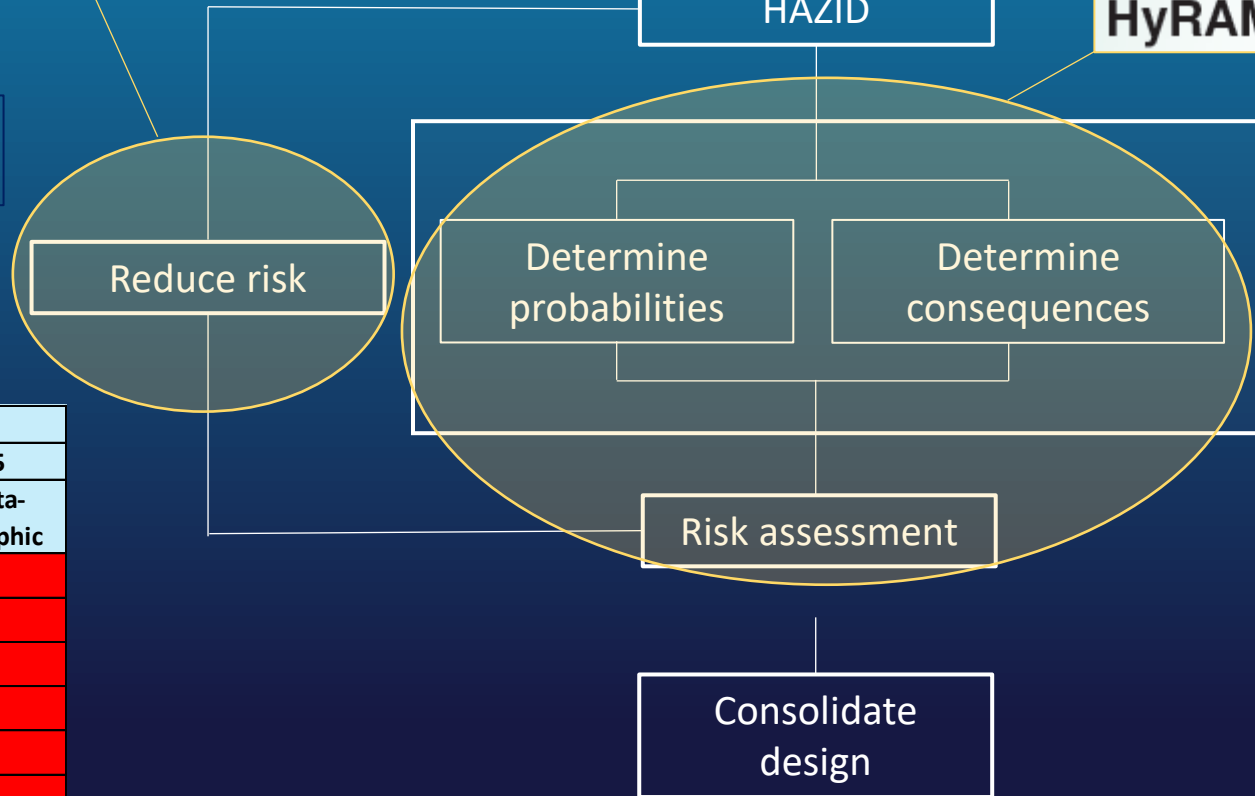 HAZID
HyRAM
Determine
probabilities
Determine
consequences
Reduce risk
Risk assessment
Consolidate
design